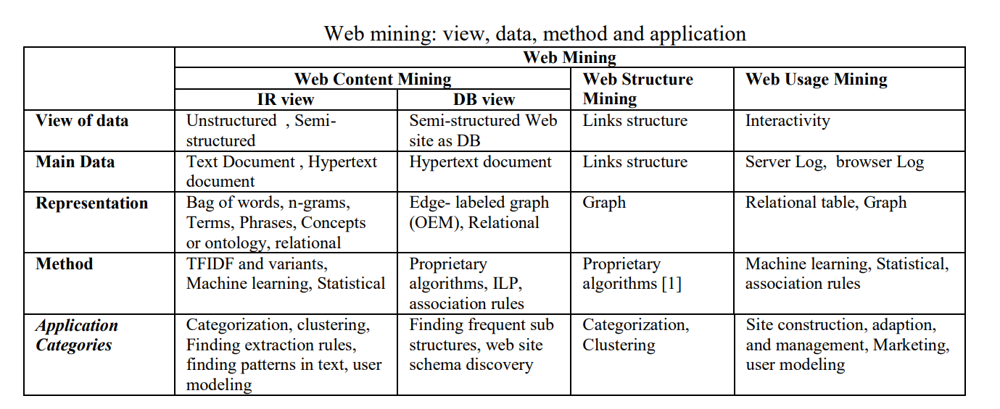 Web mining: view, data, method and application
Web Mining
Web Content Mining
Web Structure
Mining
Web Usage Mining
IR view
DB view
View of data
Unstructured , Semi-
structured
Semi-structured Web
site as DB
Links structure
Interactivity
Main Data
Text Document , Hypertext
document
Hypertext document
Links structure
Server Log, browser Log
Representation
Bag of words, n-grams,
Terms, Phrases, Concepts
or ontology, relational
Edge- labeled graph
(OEM), Relational
Graph
Relational table, Graph
Method
TFIDF and variants,
Machine learning, Statistical
Proprietary
algorithms, ILP,
association rules
Proprietary
algorithms [1]
Machine learning, Statistical,
association rules
Application
Categories
Categorization, clustering,
Finding extraction rules,
finding patterns in text, user
modeling
Finding frequent sub
structures, web site
schema discovery
Categorization,
Clustering
Site construction, adaption,
and management, Marketing,
user modeling